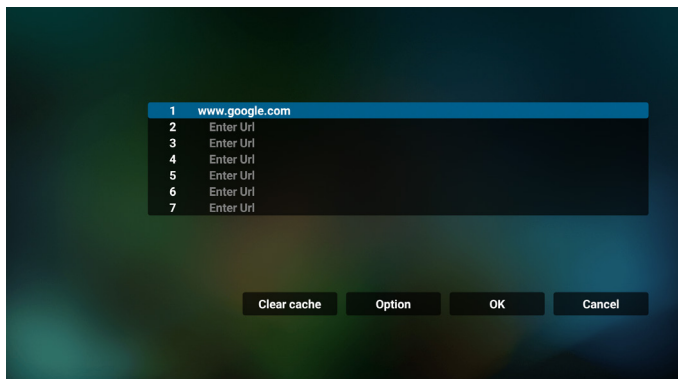 1 www.google.com
2 Enter Url
3 Enter Url
4 Enter Url
5 Enter Url
6 Enter Url
7 Enter Url
Clear cache Option OK Cancel